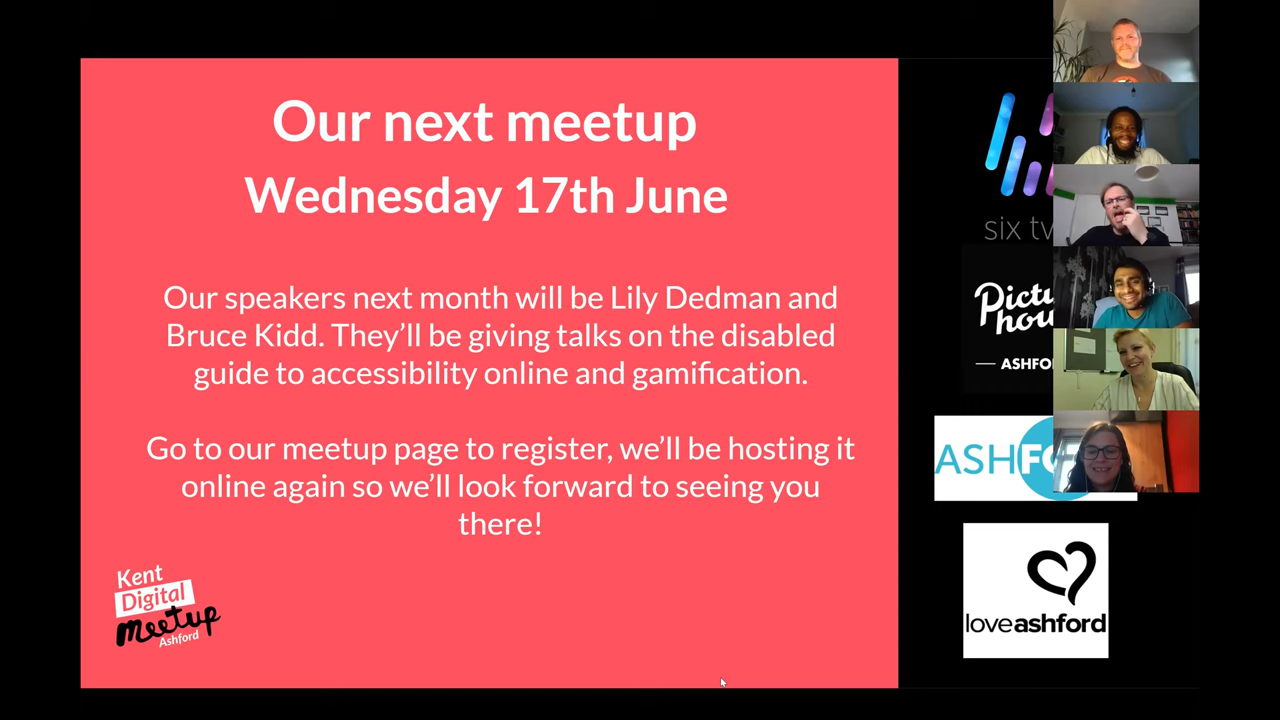 Our next meetup
Wednesday 17th June
Our speakers next month will be Lily Dedman and
Bruce Kidd. They’ll be giving talks on the disabled
guide to accessibility online and gamification.
Go to our meetup page to register, we’ll be hosting it
online again so we’ll look forward to seeing you
there!
Kent
Digital
meetup
Ashford
six
loveashford